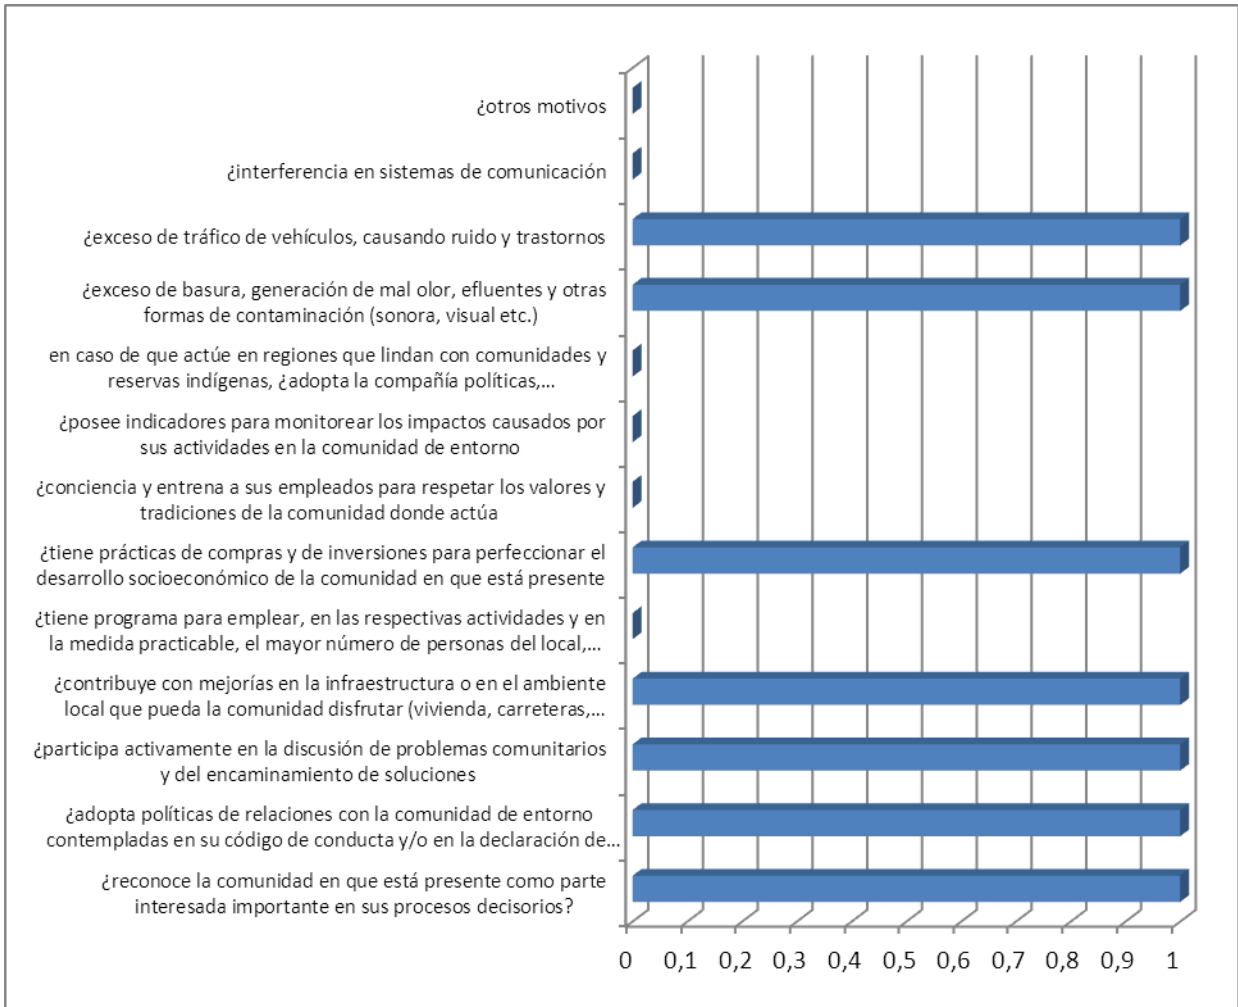 ¿otros motivos
¿interferencia en sistemas de comunicación
¿exceso de tráfico de vehículos, causando ruido y trastornos
¿exceso de basura, generación de mal olor, efluentes y otras
formas de contaminación (sonora, visual etc.)
en caso de que actúe en regiones que lindan con comunidades y
reservas indígenas, ¿adopta la compañía políticas,...
¿posee indicadores para monitorear los impactos causados por
sus actividades en la comunidad de entorno
¿conciencia y entrena a sus empleados para respetar los valores y
tradiciones de la comunidad donde actúa
¿tiene prácticas de compras y de inversiones para perfeccionar el
desarrollo socioeconómico de la comunidad en que está presente
¿tiene programa para emplear, en las respectivas actividades y en
la medida practicable, el mayor número de personas del local,...
¿contribuye con mejorías en la infraestructura o en el ambiente
local que pueda la comunidad disfrutar (vivienda, carreteras,...
¿participa activamente en la discusión de problemas comunitarios
y del encaminamiento de soluciones
¿adopta políticas de relaciones con la comunidad de entorno
contempladas en su código de conducta y/o en la declaración de...
¿reconoce la comunidad en que está presente como parte
interesada importante en sus procesos decisorios?
0 0,1 0,2 0,3 0,4 0,5 0,6 0,7 0,8 0,9 1